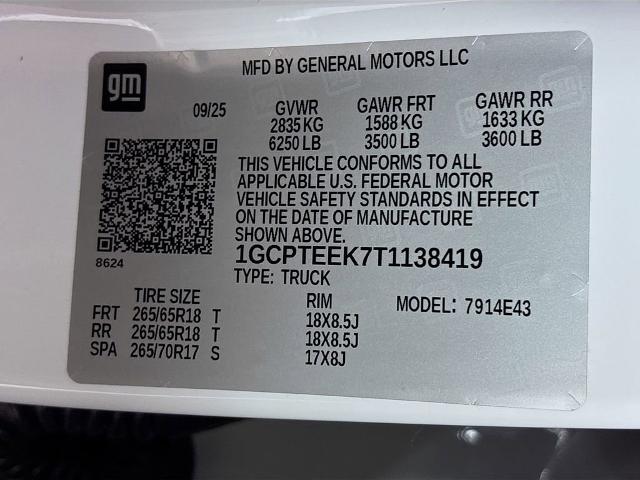 gm
MFD BY GENERAL MOTORS LLC
09/25 GVWR GAWR FRT GAWR RR
2835 KG 1588 KG 1633 KG
6250 LB 3500 LB 3600 LB
THIS VEHICLE CONFORMS TO ALL
APPLICABLE U.S. FEDERAL MOTOR
VEHICLE SAFETY STANDARDS IN EFFECT
ON THE DATE OF MANUFACTURE
SHOWN ABOVE.
8624
1GCPTEEK7T1138419
TYPE: TRUCK
TIRE SIZE RIM MODEL: 7914E43
FRT 265/65R18 T 18X8.5J
RR 265/65R18 T 18X8.5J
SPA 265/70R17 S 17X8J